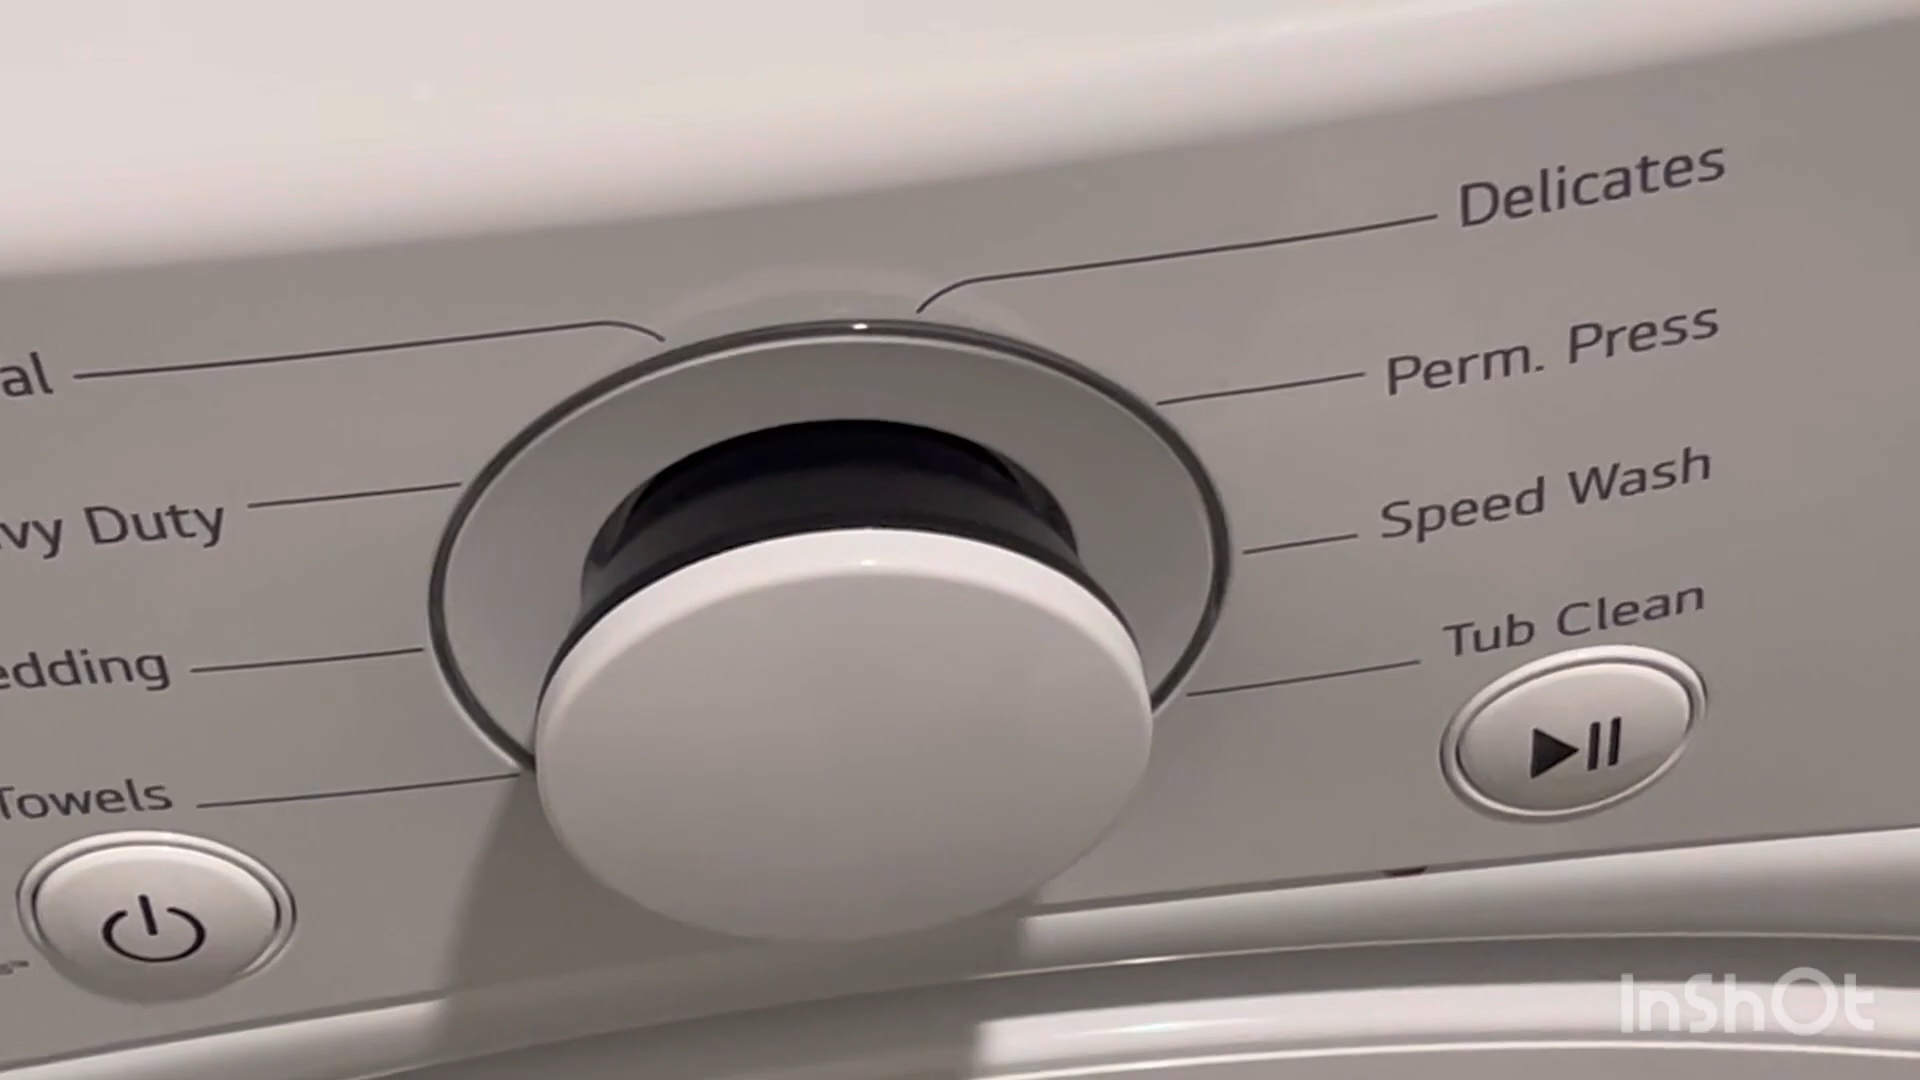 al
Delicates
vy Duty
Perm. Press
edding
Speed Wash
Towels
Tub Clean
InShOt